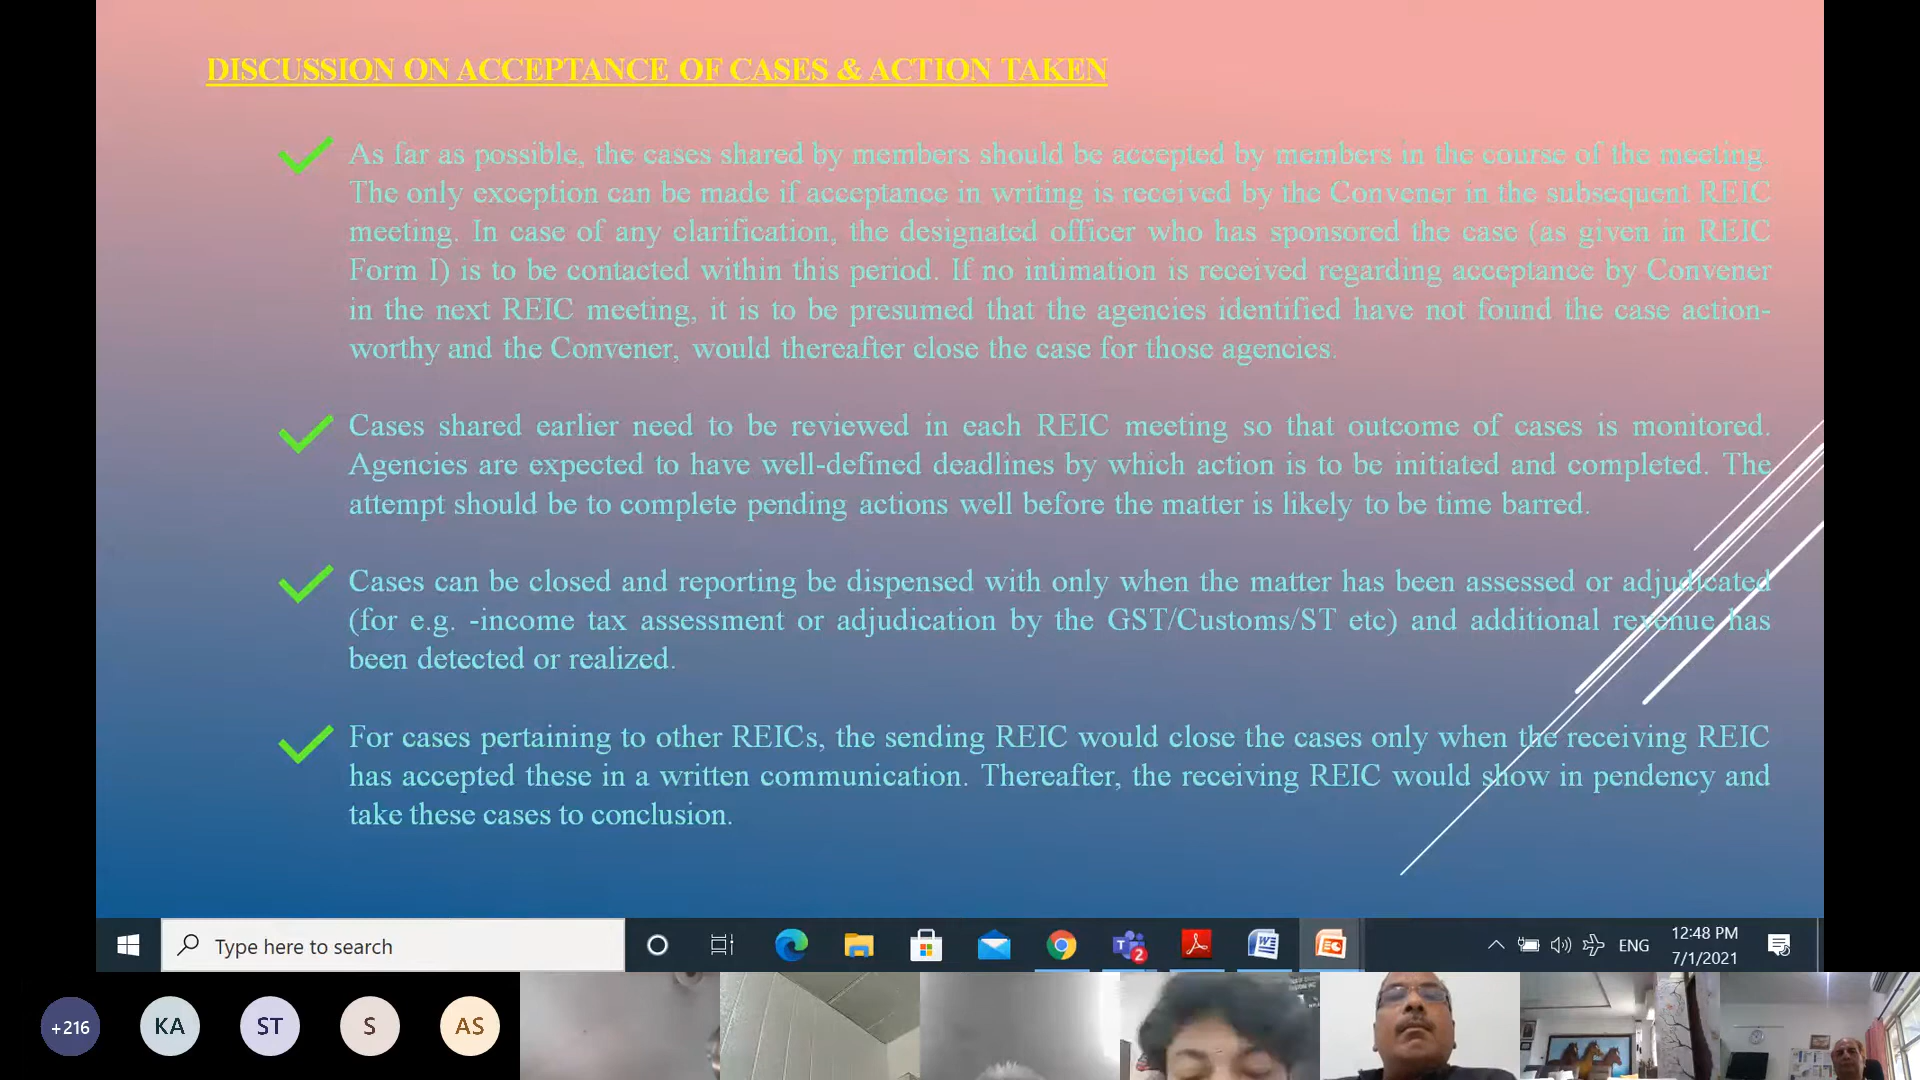 DISCUSSION ON ACCEPTANCE OF CASES & ACTION TAKEN
As far as possible, the cases shared by members should be accepted by members in the course of the meeting.
The only exception can be made if acceptance in writing is received by the Convener in the subsequent REIC
meeting. In case of any clarification, the designated officer who has sponsored the case (as given in REIC
Form I) is to be contacted within this period. If no intimation is received regarding acceptance by Convener
in the next REIC meeting, it is to be presumed that the agencies identified have not found the case action-
worthy and the Convener, would thereafter close the case for those agencies.
Cases shared earlier need to be reviewed in each REIC meeting so that outcome of cases is monitored.
Agencies are expected to have well-defined deadlines by which action is to be initiated and completed. The
attempt should be to complete pending actions well before the matter is likely to be time barred.
Cases can be closed and reporting be dispensed with only when the matter has been assessed or adjudicated
(for e.g. -income tax assessment or adjudication by the GST/Customs/ST etc) and additional revenue has
been detected or realized.
For cases pertaining to other REICs, the sending REIC would close the cases only when the receiving REIC
has accepted these in a written communication. Thereafter, the receiving REIC would show in pendency and
take these cases to conclusion.
Type here to search
2
ENG
12:48 PM
7/1/2021
+216
KA
ST
S
AS